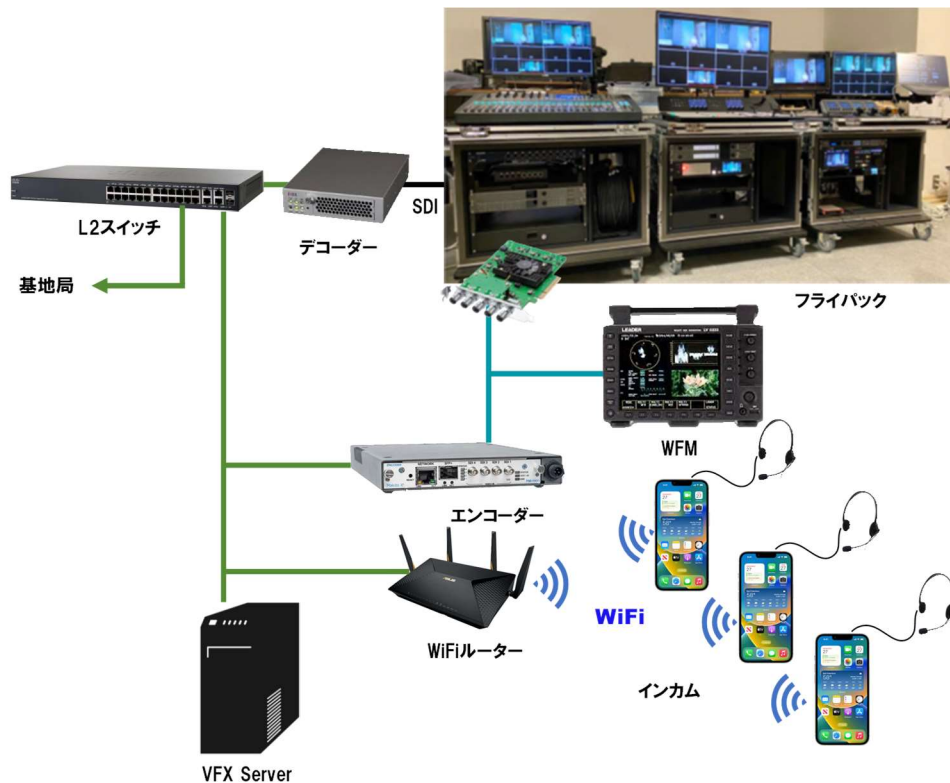 SDI
L2スイッチ
デコーダー
基地局
フライパック
LEADER
WFM
エンコーダー
WiFi
WiFiルーター
インカム
VFX Server